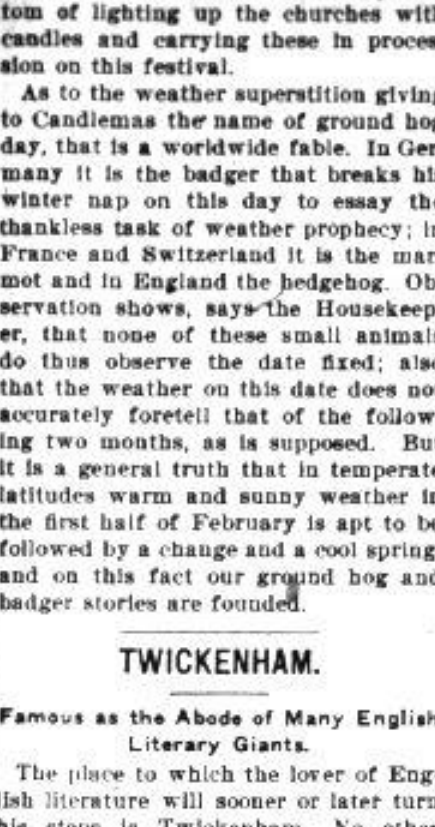 tom of lighting up the churches with
candles and carrying these in proces
sion on this festival.
As to the weather superstition giving
to Candlemas the name of ground hog
day, that is a worldwide fable. In Ger
many it is the badger that breaks his
winter nap on this day to essay the
thankless task of weather prophecy; in
France and Switzerland it is the mar
mot and in England the hedgehog. Ob
servation shows, says the Housekeep
er, that none of these small animals
do thus observe the date fixed; also
that the weather on this date does not
accurately foretell that of the follow
ing two months, as is supposed. But
it is a general truth that in temperate
latitudes warm and sunny weather in
the first half of February is apt to be
followed by a change and a cool spring,
and on this fact our ground hog and
badger stories are founded.
TWICKENHAM.
Famous as the Abode of Many English
Literary Giants.
The place to which the lover of Eng
lish literature will sooner or later turn
his steps is Twickenham. No other